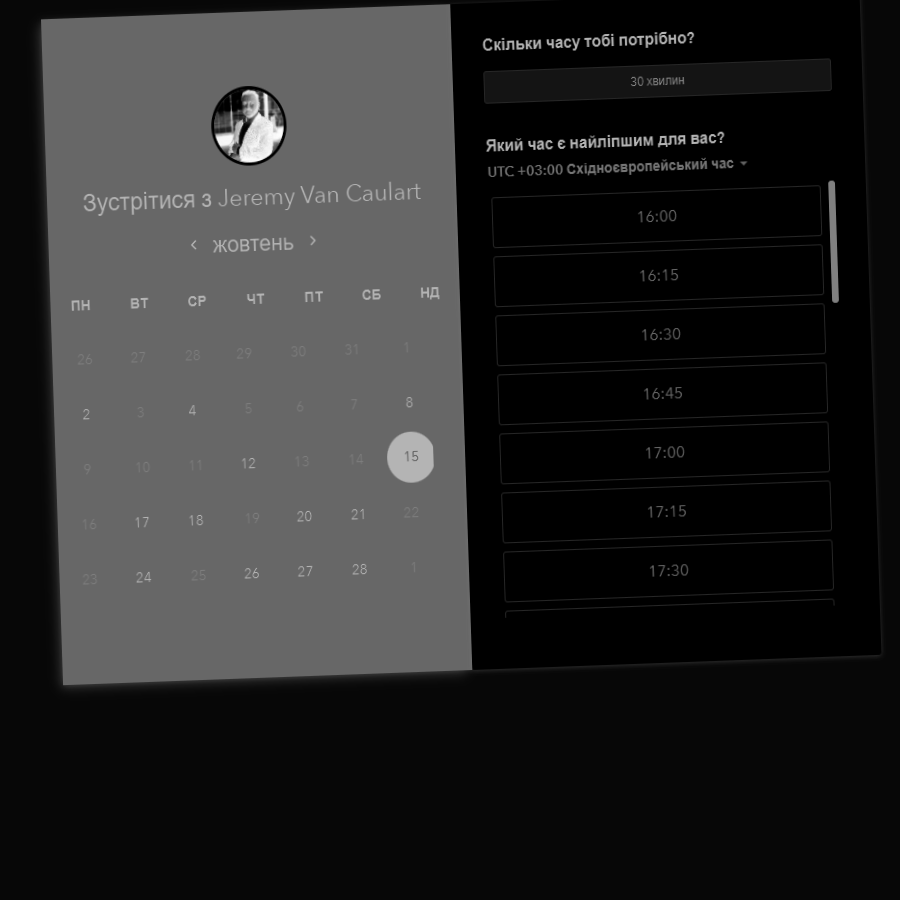 Зустрітися з Jeremy Van Caulart
жовтень
ПН ВТ СР ЧТ ПТ СБ НД
26 27 28 29 30 31 1
2 3 4 5 6 7 8
9 10 11 12 13 14 15
16 17 18 19 20 21 22
23 24 25 26 27 28 1
Скільки часу тобі потрібно?
30 хвилин
Який час є найліпшим для вас?
UTC +03:00 Східноєвропейський час
16:00
16:15
16:30
16:45
17:00
17:15
17:30